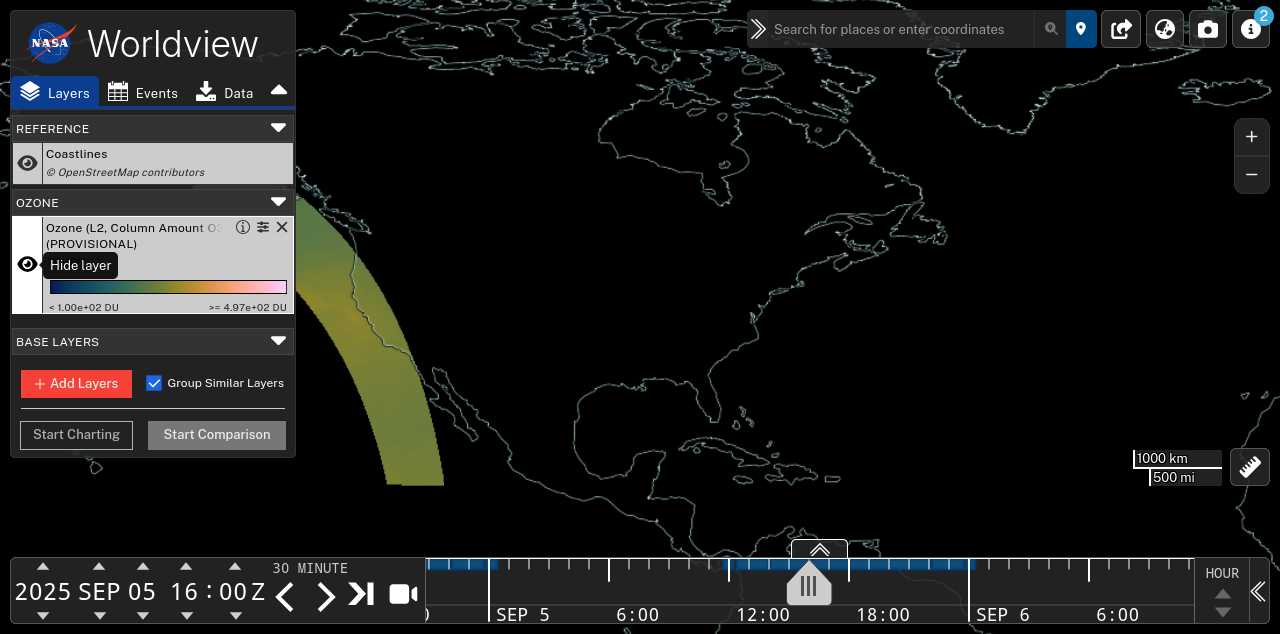 NASA
Worldview
Search for places or enter coordinates
2
Layers
Events
Data
REFERENCE
Coastlines
© OpenStreetMap contributors
OZONE
Ozone (L2, Column Amount O3
(PROVISIONAL)
Hide layer
< 1.00e+02 DU
>= 4.97e+02 DU
BASE LAYERS
+ Add Layers
Group Similar Layers
Start Charting
Start Comparison
+
−
1000 km
500 mi
2025 SEP 05 16:00Z
30 MINUTE
SEP 5
6:00
12:00
18:00
SEP 6
6:00
HOUR